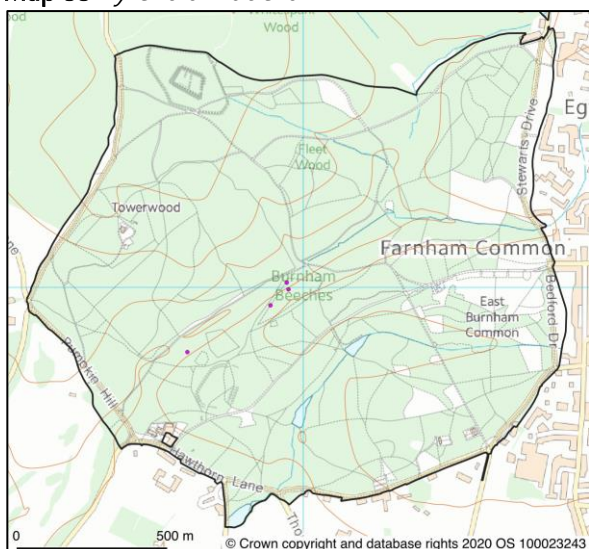 Wood
Eg
Fleet
Wood
Stewarts Drive
Towerwood
Farnham Common
Burnham
Beeches
East
Burnham
Common
Bedford Dr
Pumpkin Hill
Hawthorn Lane
0
500 m
© Crown copyright and database rights 2020 OS 100023243